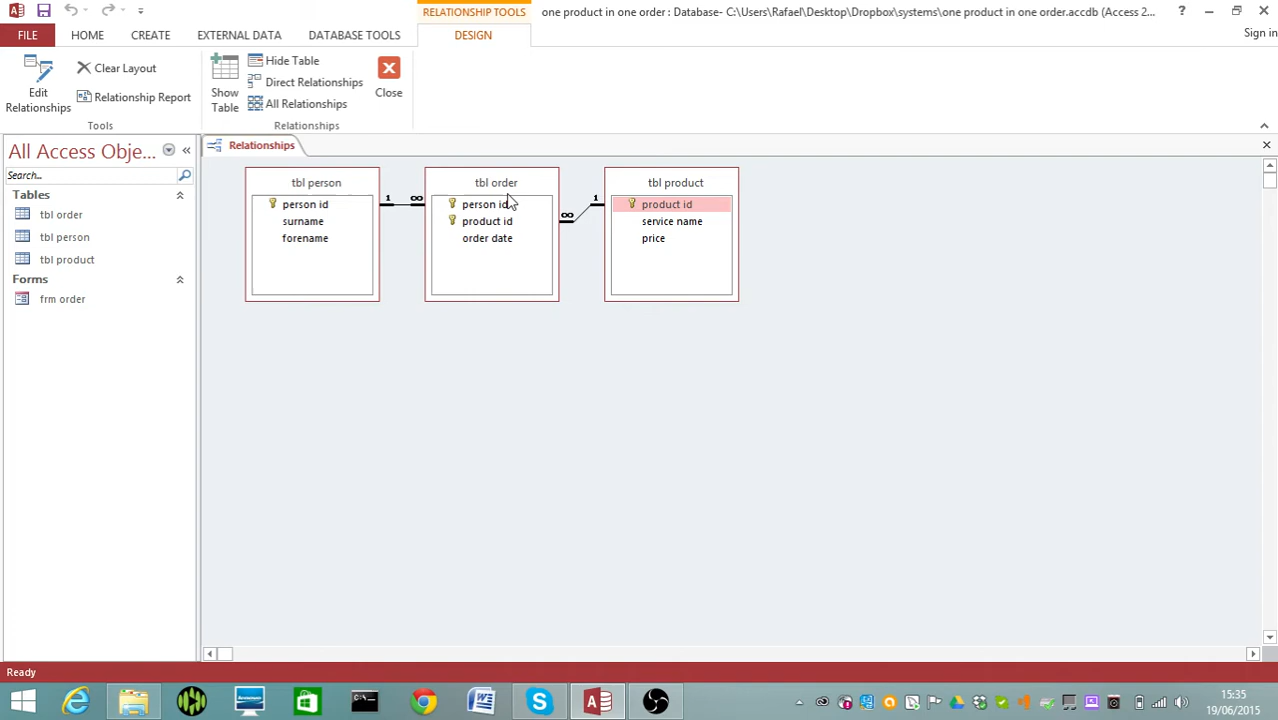 RELATIONSHIP TOOLS
one product in one order : Database- C:\Users\Rafael\Desktop\Dropbox\systems\one product in one order.accdb (Access 2...
?
FILE
HOME
CREATE
EXTERNAL DATA
DATABASE TOOLS
DESIGN
Sign in
Edit
Relationships
Clear Layout
Relationship Report
Tools
Show
Table
Hide Table
Direct Relationships
All Relationships
Close
Relationships
All Access Obje...
Search...
Tables
tbl order
tbl person
tbl product
Forms
frm order
Relationships
tbl person
person id
surname
forename
1
∞
tbl order
person id
product id
order date
∞
1
tbl product
product id
service name
price
Ready
15:35
19/06/2015